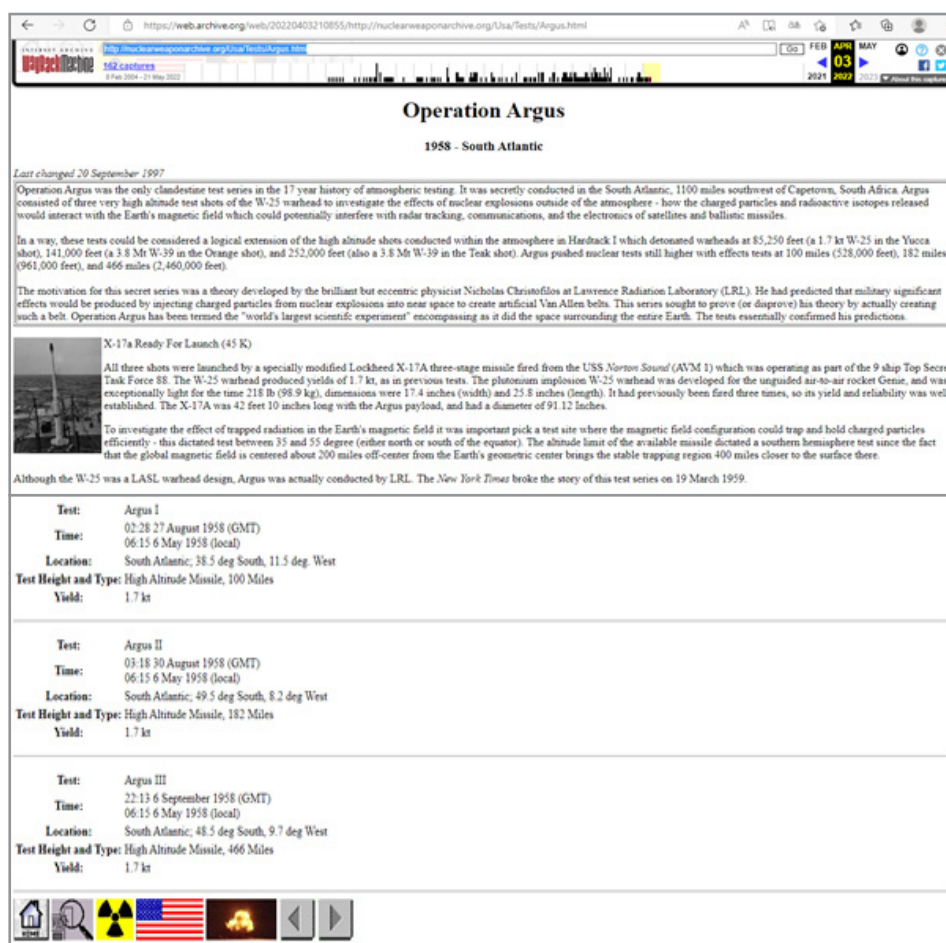 https://web.archive.org/web/20220403210855/http://nuclearweaponarchive.org/Usa/Tests/Argus.html
INTERNET ARCHIVE
WayBackMachine
http://nuclearweaponarchive.org/Usa/Tests/Argus.html
Go
FEB APR MAY
162 captures
03
8 Feb 2004 - 21 May 2022
2021 2022 2023
About this capture
Operation Argus
1958 - South Atlantic
Last changed 20 September 1997
Operation Argus was the only clandestine test series in the 17 year history of atmospheric testing. It was secretly conducted in the South Atlantic, 1100 miles southwest of Capetown, South Africa. Argus
consisted of three very high altitude test shots of the W-25 warhead to investigate the effects of nuclear explosions outside of the atmosphere - how the charged particles and radioactive isotopes released
would interact with the Earth's magnetic field which could potentially interfere with radar tracking, communications, and the electronics of satellites and ballistic missiles.
In a way, these tests could be considered a logical extension of the high altitude shots conducted within the atmosphere in Hardtack I which detonated warheads at 85,250 feet (a 1.7 kt W-25 in the Yucca
shot), 141,000 feet (a 3.8 Mt W-39 in the Orange shot), and 252,000 feet (also a 3.8 Mt W-39 in the Teak shot). Argus pushed nuclear tests still higher with effects tests at 100 miles (528,000 feet), 182 miles
(961,000 feet), and 466 miles (2,460,000 feet).
The motivation for this secret series was a theory developed by the brilliant but eccentric physicist Nicholas Christofilos at Lawrence Radiation Laboratory (LRL). He had predicted that military significant
effects would be produced by injecting charged particles from nuclear explosions into near space to create artificial Van Allen belts. This series sought to prove (or disprove) his theory by actually creating
such a belt. Operation Argus has been termed the "world's largest scientifc experiment" encompassing as it did the space surrounding the entire Earth. The tests essentially confirmed his predictions.
X-17a Ready For Launch (45 K)
All three shots were launched by a specially modified Lockheed X-17A three-stage missile fired from the USS Norton Sound (AVM 1) which was operating as part of the 9 ship Top Secre
Task Force 88. The W-25 warhead produced yields of 1.7 kt, as in previous tests. The plutonium implosion W-25 warhead was developed for the unguided air-to-air rocket Genie, and was
exceptionally light for the time 218 lb (98.9 kg), dimensions were 17.4 inches (width) and 25.8 inches (length). It had previously been fired three times, so its yield and reliability was well
established. The X-17A was 42 feet 10 inches long with the Argus payload, and had a diameter of 91.12 Inches.
To investigate the effect of trapped radiation in the Earth's magnetic field it was important pick a test site where the magnetic field configuration could trap and hold charged particles
efficiently - this dictated test between 35 and 55 degree (either north or south of the equator). The altitude limit of the available missile dictated a southern hemisphere test since the fact
that the global magnetic field is centered about 200 miles off-center from the Earth's geometric center brings the stable trapping region 400 miles closer to the surface there.
Although the W-25 was a LASL warhead design, Argus was actually conducted by LRL. The New York Times broke the story of this test series on 19 March 1959.
Test: Argus I
Time: 02:28 27 August 1958 (GMT)
06:15 6 May 1958 (local)
Location: South Atlantic; 38.5 deg South, 11.5 deg. West
Test Height and Type: High Altitude Missile, 100 Miles
Yield: 1.7 kt
Test: Argus II
Time: 03:18 30 August 1958 (GMT)
06:15 6 May 1958 (local)
Location: South Atlantic; 49.5 deg South, 8.2 deg West
Test Height and Type: High Altitude Missile, 182 Miles
Yield: 1.7 kt
Test: Argus III
Time: 22:13 6 September 1958 (GMT)
06:15 6 May 1958 (local)
Location: South Atlantic; 48.5 deg South, 9.7 deg West
Test Height and Type: High Altitude Missile, 466 Miles
Yield: 1.7 kt
HOME